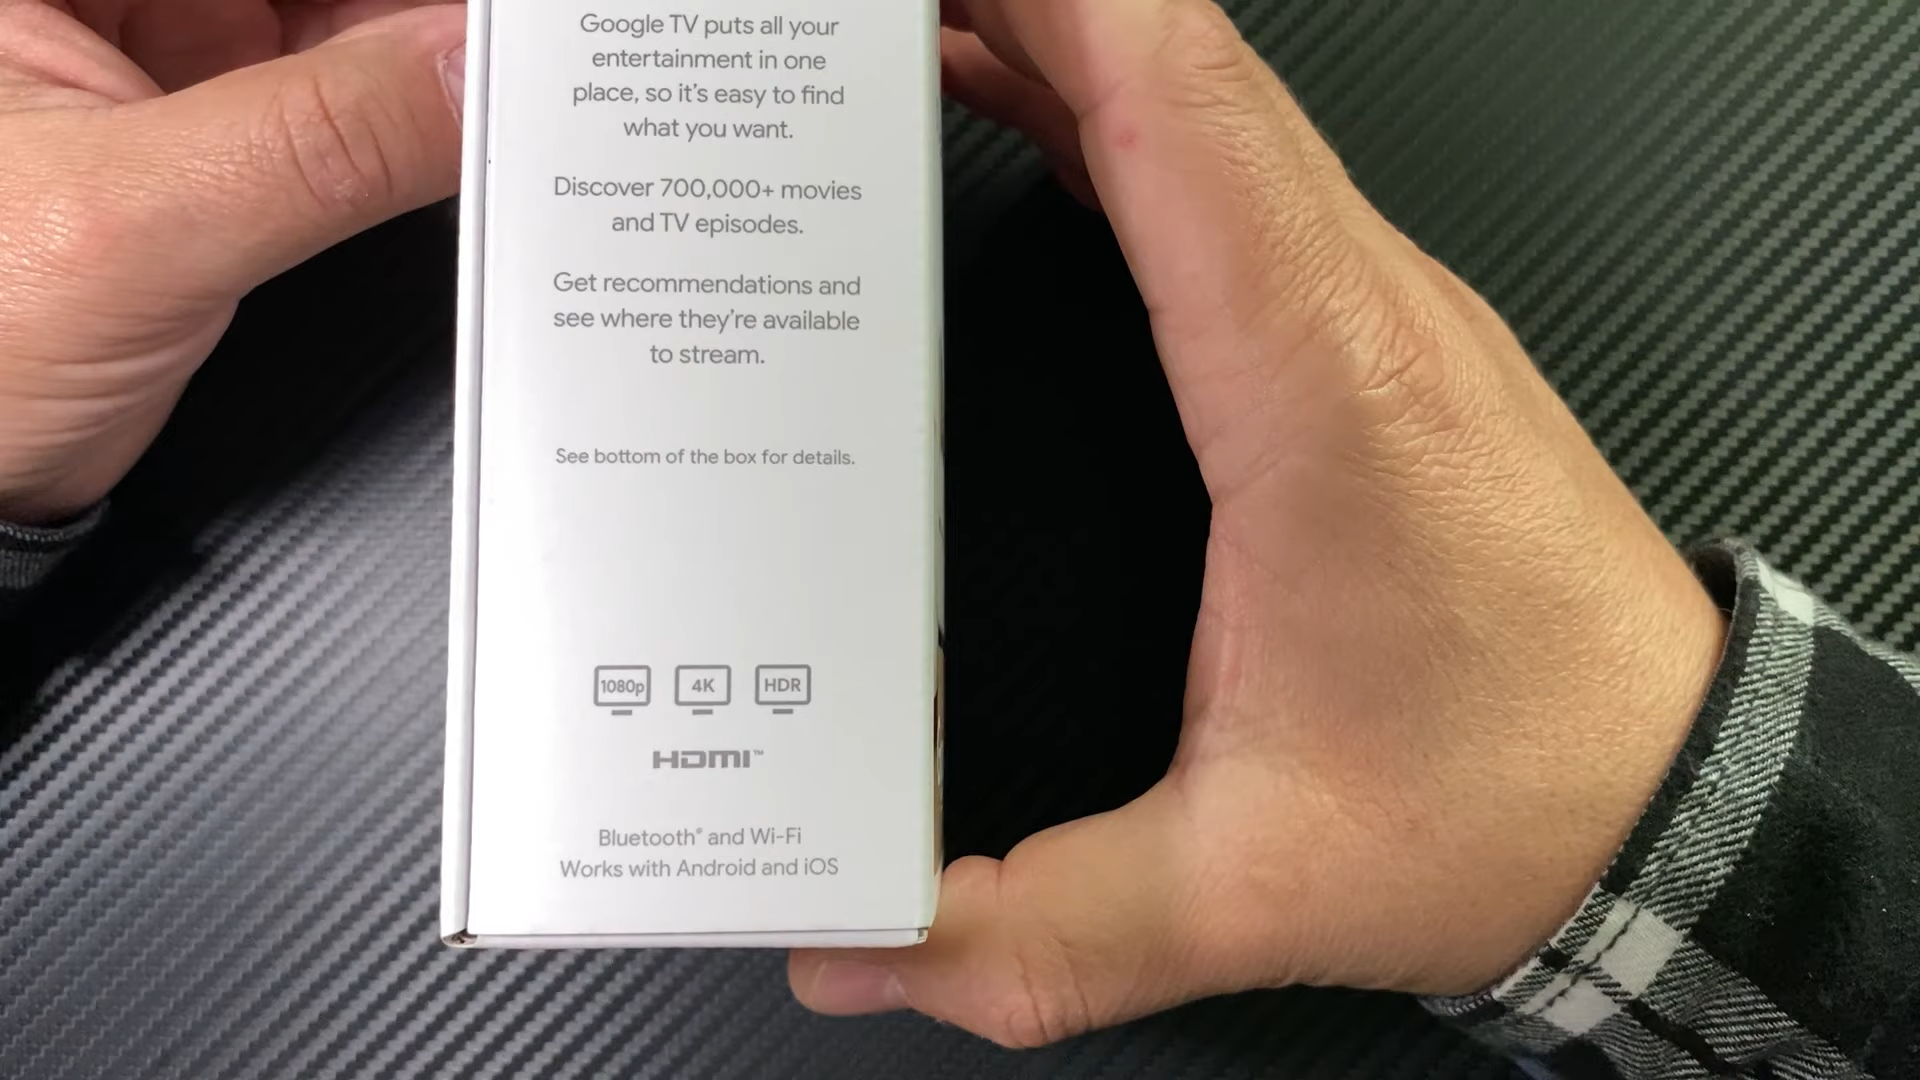 Google TV puts all your
entertainment in one
place, so it's easy to find
what you want.
Discover 700,000+ movies
and TV episodes.
Get recommendations and
see where they're available
to stream.
See bottom of the box for details.
1080p 4K HDR
HDMI™
Bluetooth® and Wi-Fi
Works with Android and iOS